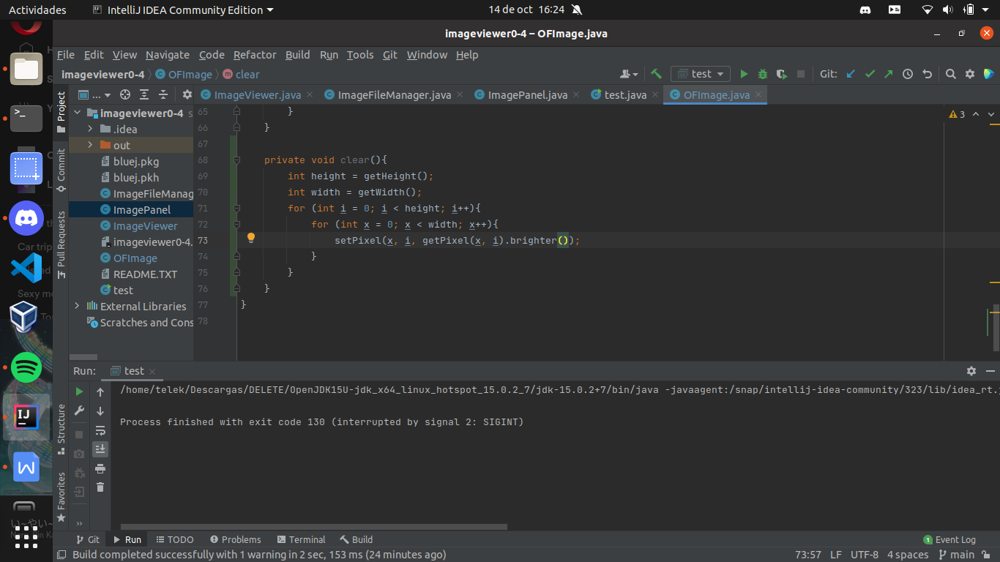 Actividades IntelliJ IDEA Community Edition 14 de oct 16:24
imageviewer0-4 – OFImage.java
File Edit View Navigate Code Refactor Build Run Tools Git Window Help
imageviewer0-4 OFImage clear test Git:
... ImageViewer.java ImageFileManager.java ImagePanel.java test.java OFImage.java
Project
Commit
Pull Requests
Structure
Favorites
imageviewer0-4 s
.idea
out
bluej.pkg
bluej.pkh
ImageFileManag
ImagePanel
ImageViewer
imageviewer0-4.
OFImage
README.TXT
test
External Libraries
Scratches and Cons
3
65 }
66 }
67
68 private void clear(){
69 int height = getHeight();
70 int width = getWidth();
71 for (int i = 0; i < height; i++){
72 for (int x = 0; x < width; x++){
73 setPixel(x, i, getPixel(x, i).brighter());
74 }
75 }
76 }
77 }
78
Run: test
/home/telek/Descargas/DELETE/OpenJDK15U-jdk_x64_linux_hotspot_15.0.2_7/jdk-15.0.2+7/bin/java -javaagent:/snap/intellij-idea-community/323/lib/idea_rt.j
Process finished with exit code 130 (interrupted by signal 2: SIGINT)
Git Run TODO Problems Terminal Build 1 Event Log
Build completed successfully with 1 warning in 2 sec, 153 ms (24 minutes ago) 73:57 LF UTF-8 4 spaces main